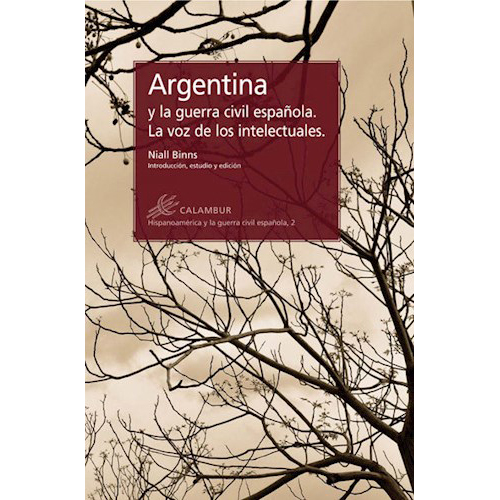 Argentina
y la guerra civil española.
La voz de los intelectuales.
Niall Binns
Introducción, estudio y edición
CALAMBUR
Hispanoamérica y la guerra civil española, 2